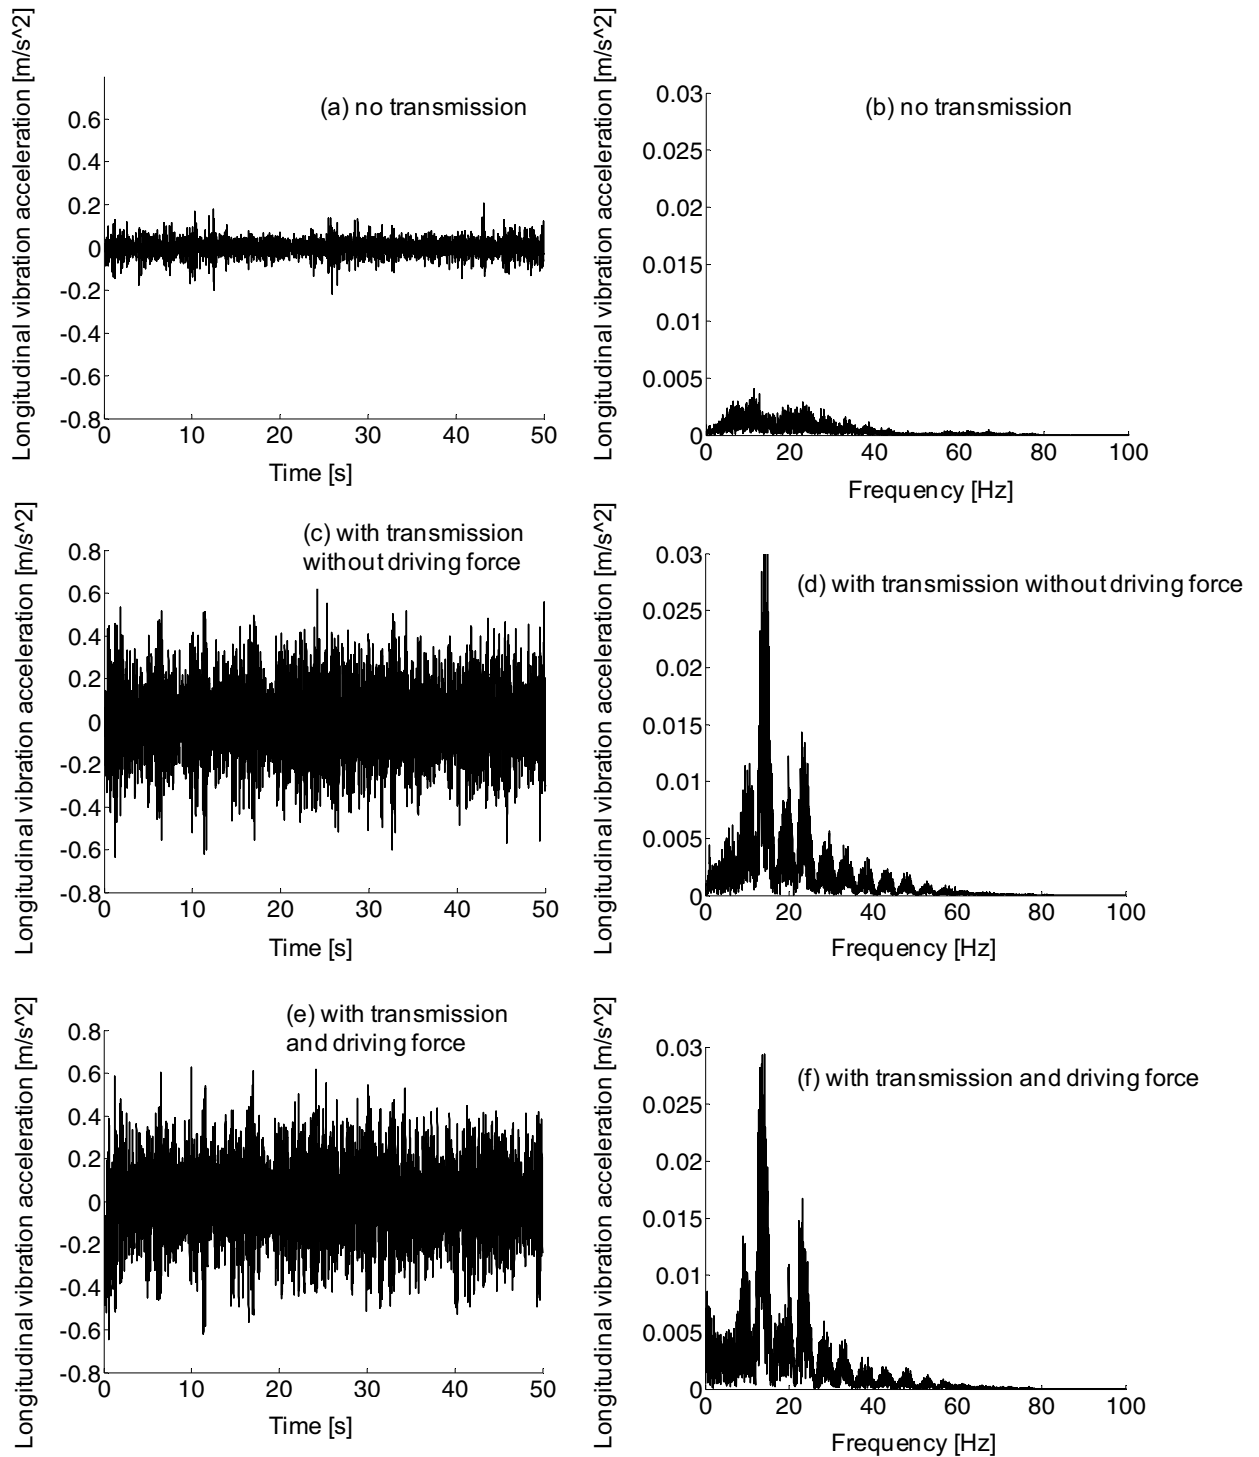 Longitudinal vibration acceleration [m/s^2]
(a) no transmission
0.6
0.4
0.2
0
-0.2
-0.4
-0.6
-0.8
0 10 20 30 40 50
Time [s]
Longitudinal vibration acceleration [m/s^2]
(b) no transmission
0.03
0.025
0.02
0.015
0.01
0.005
0
0 20 40 60 80 100
Frequency [Hz]
Longitudinal vibration acceleration [m/s^2]
(c) with transmission
without driving force
0.8
0.6
0.4
0.2
0
-0.2
-0.4
-0.6
-0.8
0 10 20 30 40 50
Time [s]
Longitudinal vibration acceleration [m/s^2]
(d) with transmission without driving force
0.03
0.025
0.02
0.015
0.01
0.005
0
0 20 40 60 80 100
Frequency [Hz]
Longitudinal vibration acceleration [m/s^2]
(e) with transmission
and driving force
0.8
0.6
0.4
0.2
0
-0.2
-0.4
-0.6
-0.8
0 10 20 30 40 50
Time [s]
Longitudinal vibration acceleration [m/s^2]
(f) with transmission and driving force
0.03
0.025
0.02
0.015
0.01
0.005
0
0 20 40 60 80 100
Frequency [Hz]